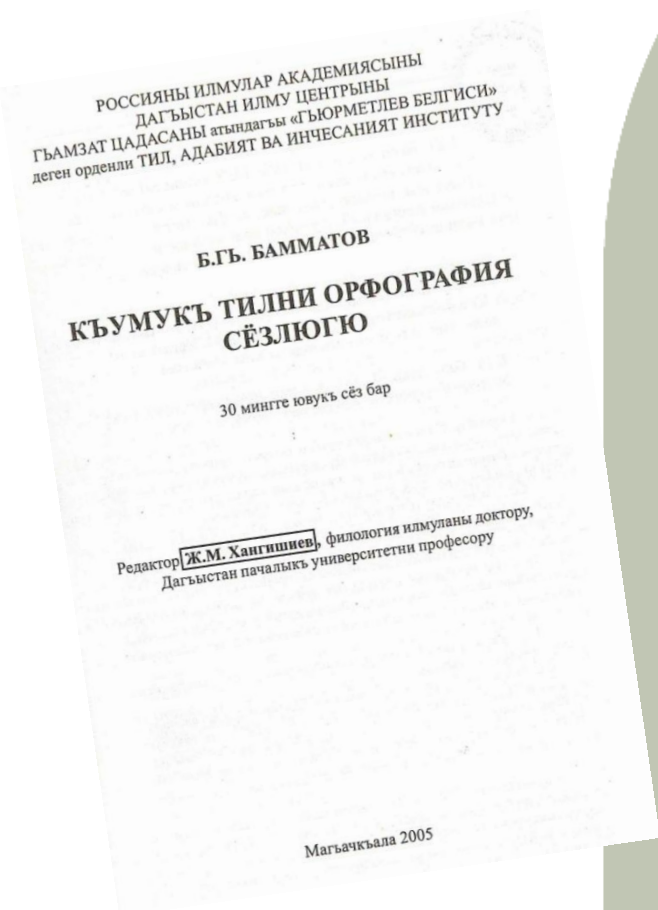 РОССИЯНЫ ИЛМУЛАР АКАДЕМИЯСЫНЫ
ДАГЪЫСТАН ИЛМУ ЦЕНТРЫНЫ
ГЬАМЗАТ ЦАДАСАНЫ атындагъы «ГЬЮРМЕТЛЕВ БЕЛГИСИ»
деген орденли ТИЛ, АДАБИЯТ ВА ИНЧЕСАНИЯТ ИНСТИТУТУ
Б.ГЬ. БАММАТОВ
КЪУМУКЪ ТИЛНИ ОРФОГРАФИЯ
СЁЗЛЮГЮ
30 мингге ювукъ сёз бар
Редактор Ж.М. Хангишиев, филология илмуланы доктору,
Дагъыстан пачалыкъ университетни професору
Магъачкъала 2005